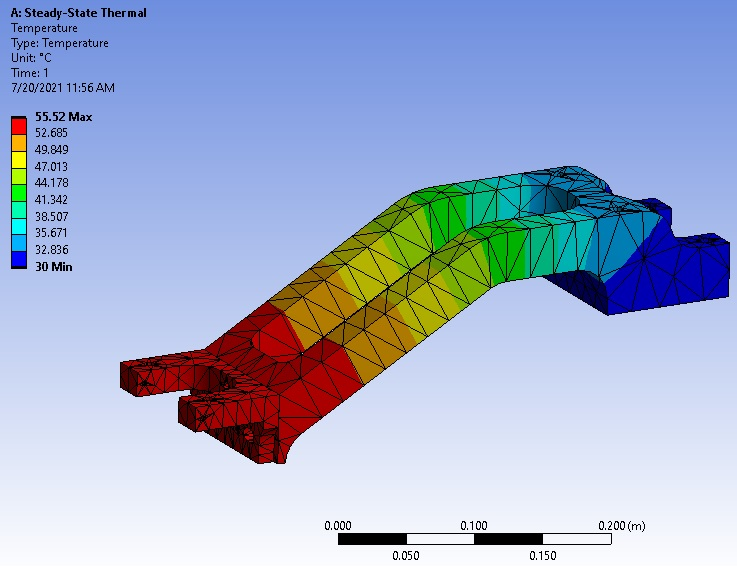 A: Steady-State Thermal
Temperature
Type: Temperature
Unit: °C
Time: 1
7/20/2021 11:56 AM
55.52 Max
52.685
49.849
47.013
44.178
41.342
38.507
35.671
32.836
30 Min
0.000 0.100 0.200 (m)
0.050 0.150